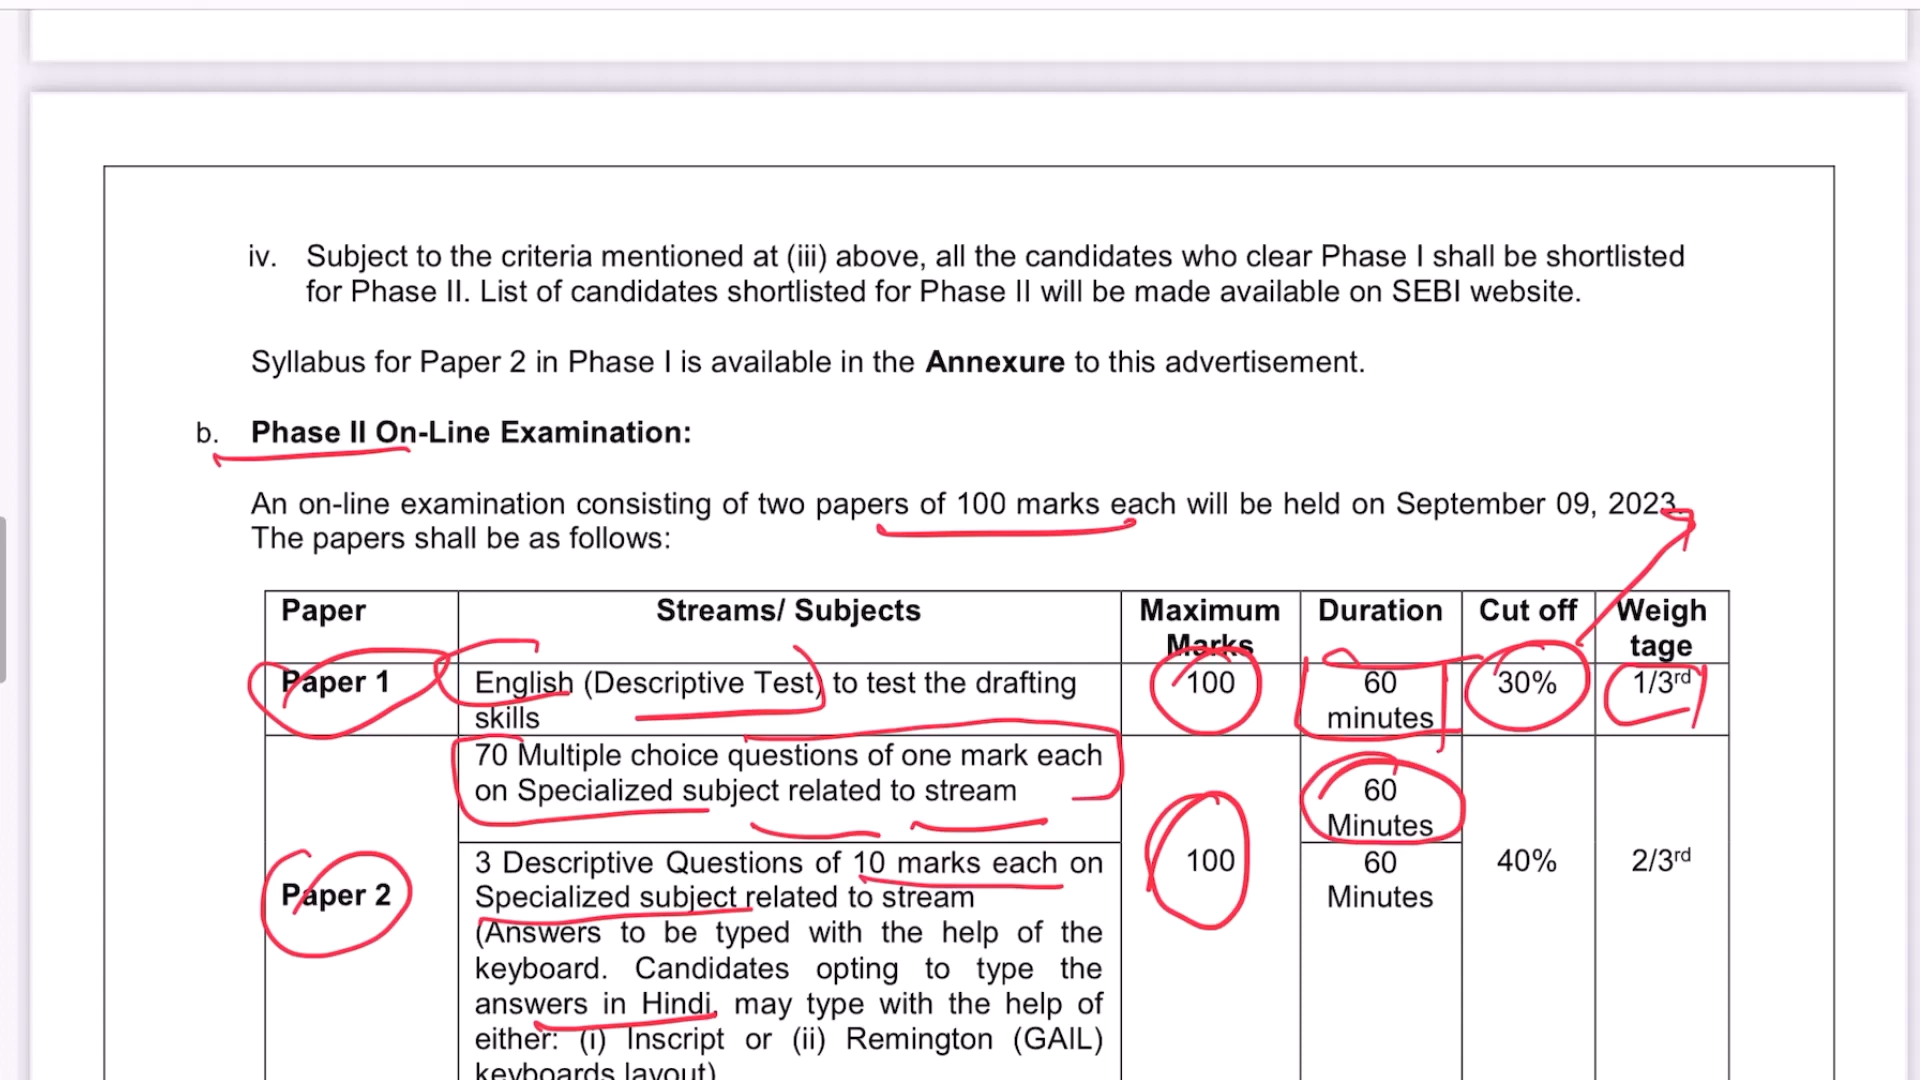 iv. Subject to the criteria mentioned at (iii) above, all the candidates who clear Phase I shall be shortlisted
for Phase II. List of candidates shortlisted for Phase II will be made available on SEBI website.
Syllabus for Paper 2 in Phase I is available in the Annexure to this advertisement.
b. Phase II On-Line Examination:
An on-line examination consisting of two papers of 100 marks each will be held on September 09, 2023.
The papers shall be as follows:
Paper Streams/ Subjects Maximum Duration Cut off Weigh
Marks tage
Paper 1 English (Descriptive Test) to test the drafting 100 60 30% 1/3rd
skills minutes
70 Multiple choice questions of one mark each
on Specialized subject related to stream 60
Minutes
3 Descriptive Questions of 10 marks each on 100 60 40% 2/3rd
Paper 2 Specialized subject related to stream Minutes
(Answers to be typed with the help of the
keyboard. Candidates opting to type the
answers in Hindi, may type with the help of
either: (i) Inscript or (ii) Remington (GAIL)
keyboards layout)